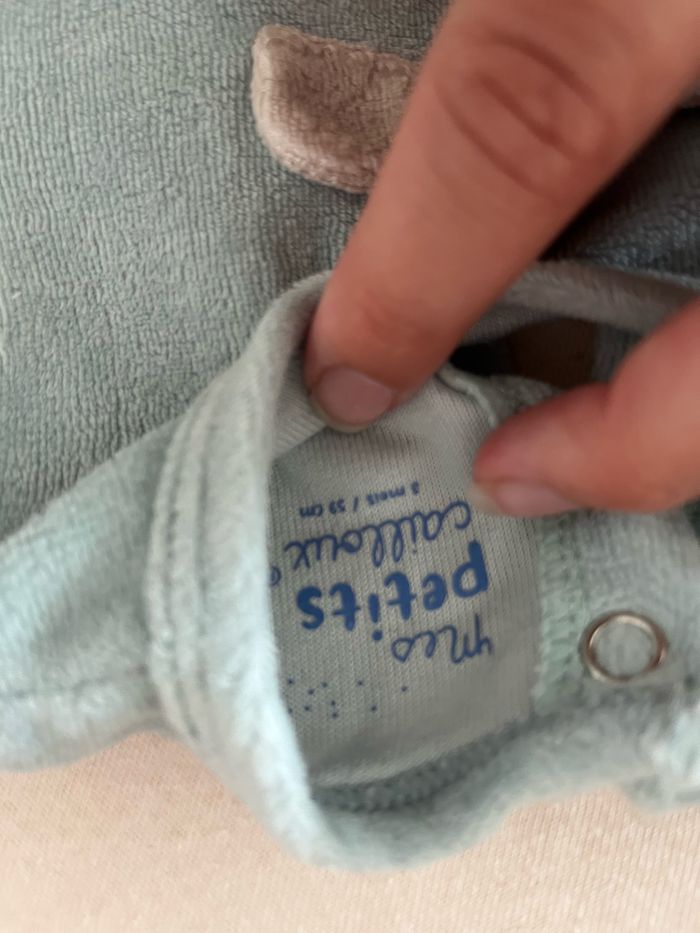 mes
petits
cailloux®
3 mois / 59 cm